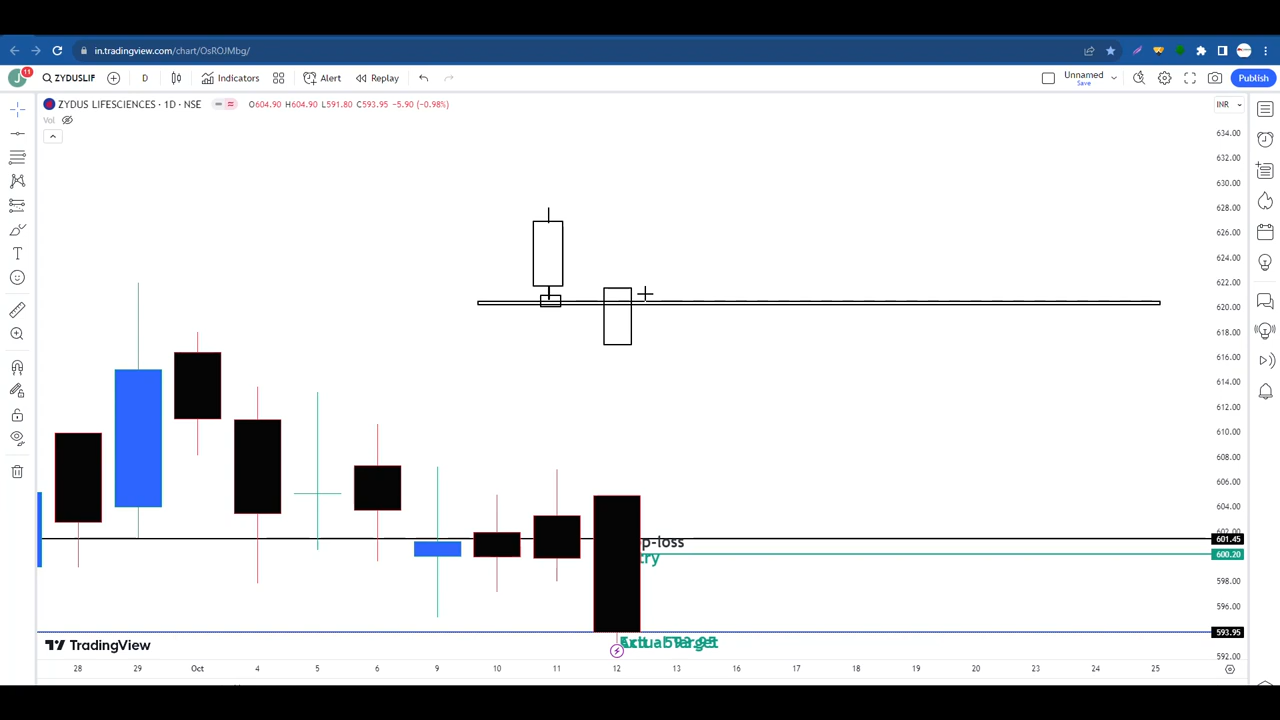 in.tradingview.com/chart/OsROJMbg/
J 11 ZYDUSLIF D Indicators Alert Replay Unnamed Save Publish
ZYDUS LIFESCIENCES · 1D · NSE O604.90 H604.90 L591.80 C593.95 −5.90 (−0.98%) INR
Vol
634.00
632.00
630.00
628.00
626.00
624.00
622.00
620.00
618.00
616.00
614.00
612.00
610.00
608.00
606.00
604.00
602.00
p-loss 601.45
try 600.20
598.00
596.00
593.95
TradingView
592.00
28 29 Oct 4 5 6 9 10 11 12 13 16 17 18 19 20 23 24 25